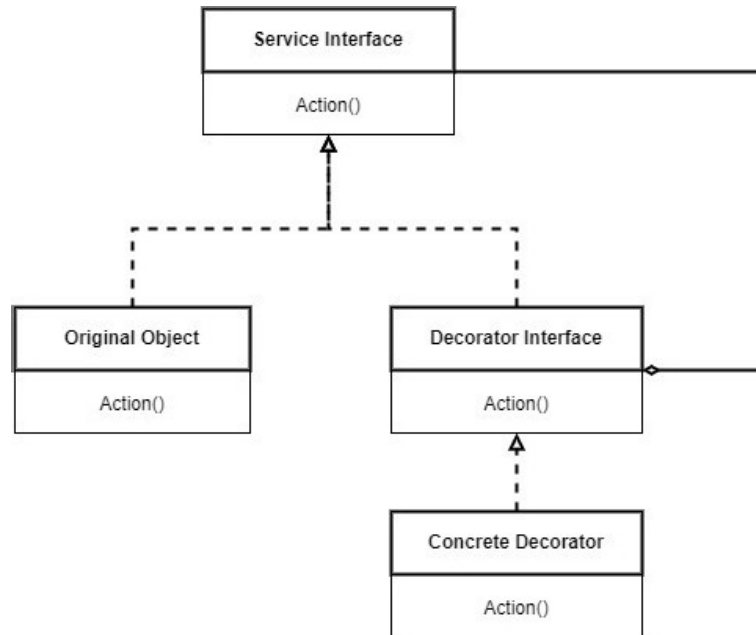 Service Interface
Action()
Original Object
Action()
Decorator Interface
Action()
Concrete Decorator
Action()